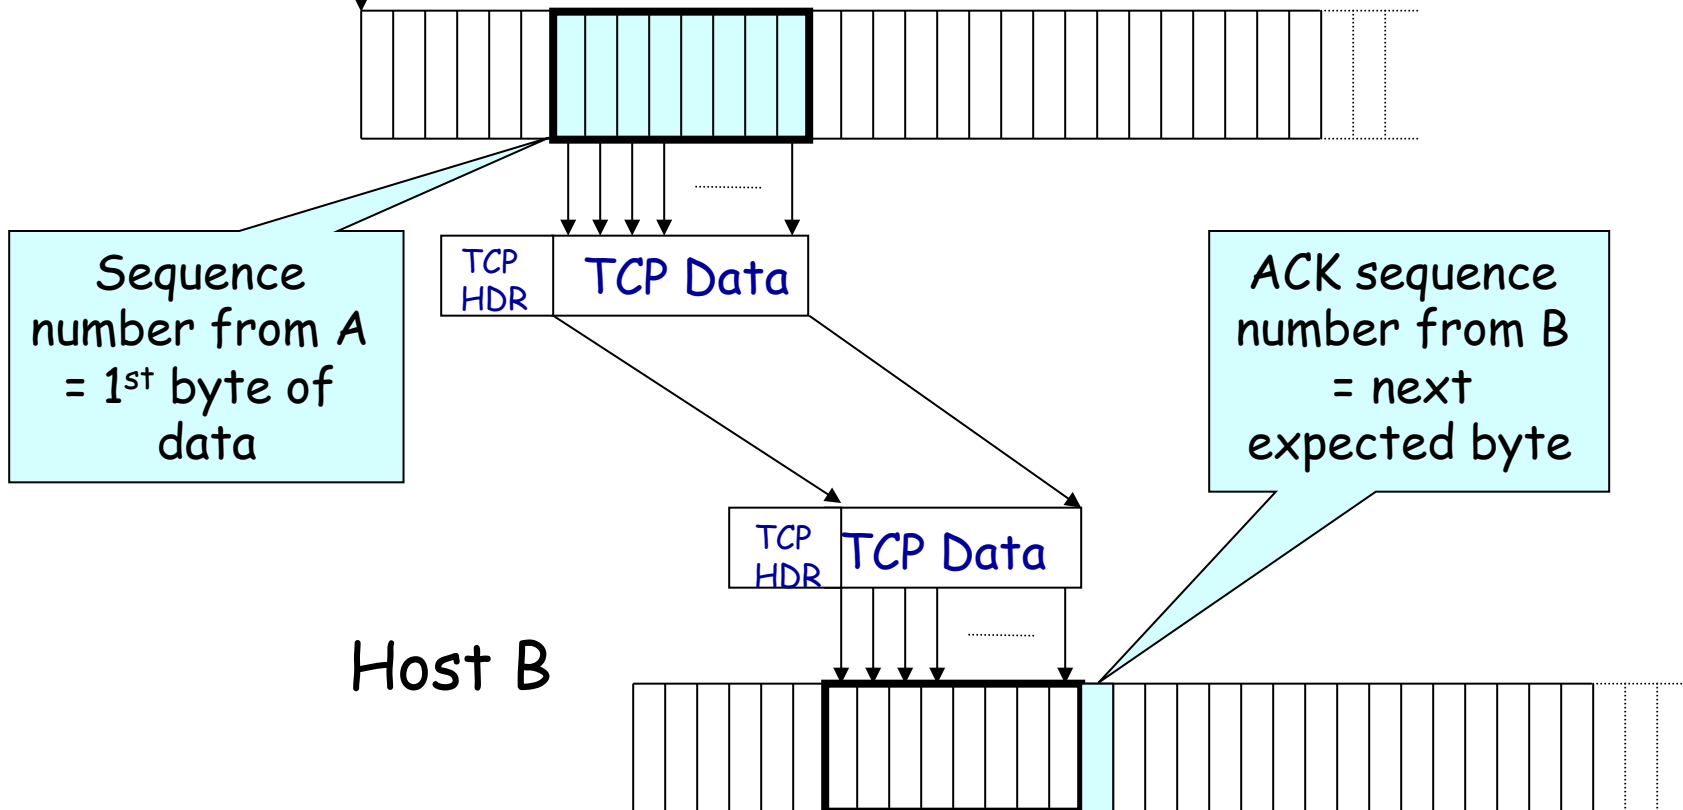 TCP
HDR
TCP Data
Sequence
number from A
= 1st byte of
data
ACK sequence
number from B
= next
expected byte
TCP
HDR
TCP Data
Host B